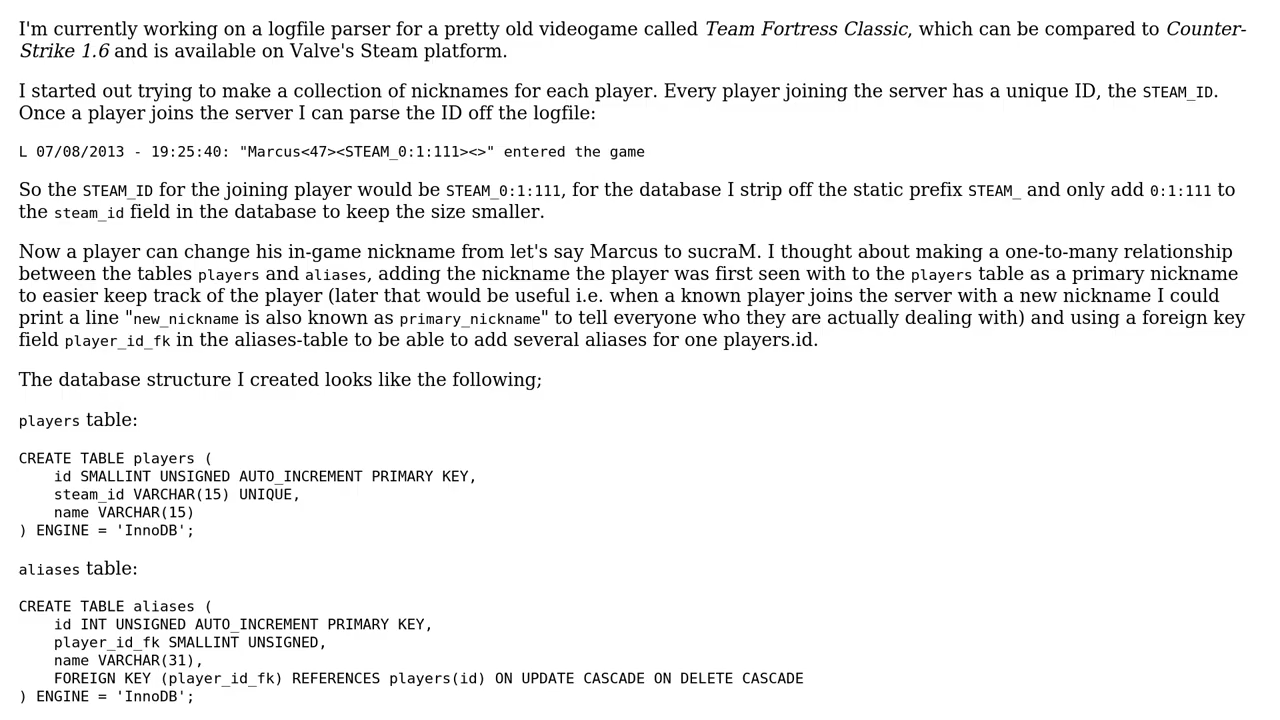 I'm currently working on a logfile parser for a pretty old videogame called Team Fortress Classic, which can be compared to Counter-
Strike 1.6 and is available on Valve's Steam platform.
I started out trying to make a collection of nicknames for each player. Every player joining the server has a unique ID, the STEAM_ID.
Once a player joins the server I can parse the ID off the logfile:
L 07/08/2013 - 19:25:40: "Marcus<47><STEAM_0:1:111><>" entered the game
So the STEAM_ID for the joining player would be STEAM_0:1:111, for the database I strip off the static prefix STEAM_ and only add 0:1:111 to
the steam_id field in the database to keep the size smaller.
Now a player can change his in-game nickname from let's say Marcus to sucraM. I thought about making a one-to-many relationship
between the tables players and aliases, adding the nickname the player was first seen with to the players table as a primary nickname
to easier keep track of the player (later that would be useful i.e. when a known player joins the server with a new nickname I could
print a line "new_nickname is also known as primary_nickname" to tell everyone who they are actually dealing with) and using a foreign key
field player_id_fk in the aliases-table to be able to add several aliases for one players.id.
The database structure I created looks like the following;
players table:
CREATE TABLE players (
    id SMALLINT UNSIGNED AUTO_INCREMENT PRIMARY KEY,
    steam_id VARCHAR(15) UNIQUE,
    name VARCHAR(15)
) ENGINE = 'InnoDB';
aliases table:
CREATE TABLE aliases (
    id INT UNSIGNED AUTO_INCREMENT PRIMARY KEY,
    player_id_fk SMALLINT UNSIGNED,
    name VARCHAR(31),
    FOREIGN KEY (player_id_fk) REFERENCES players(id) ON UPDATE CASCADE ON DELETE CASCADE
) ENGINE = 'InnoDB';